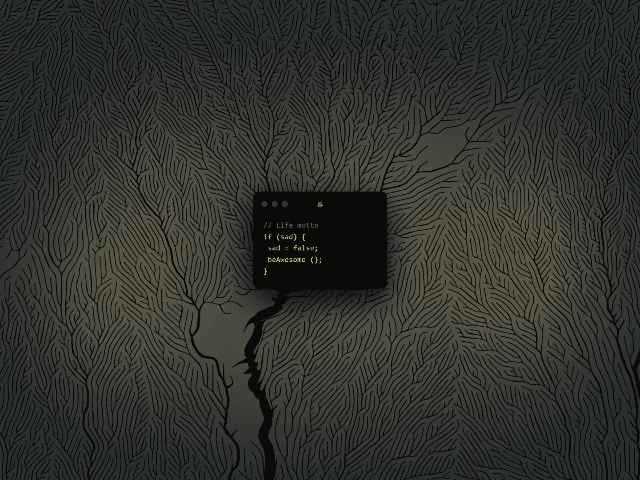 // Life motto
if (sad) {
 sad = false;
 beAwesome ();
}